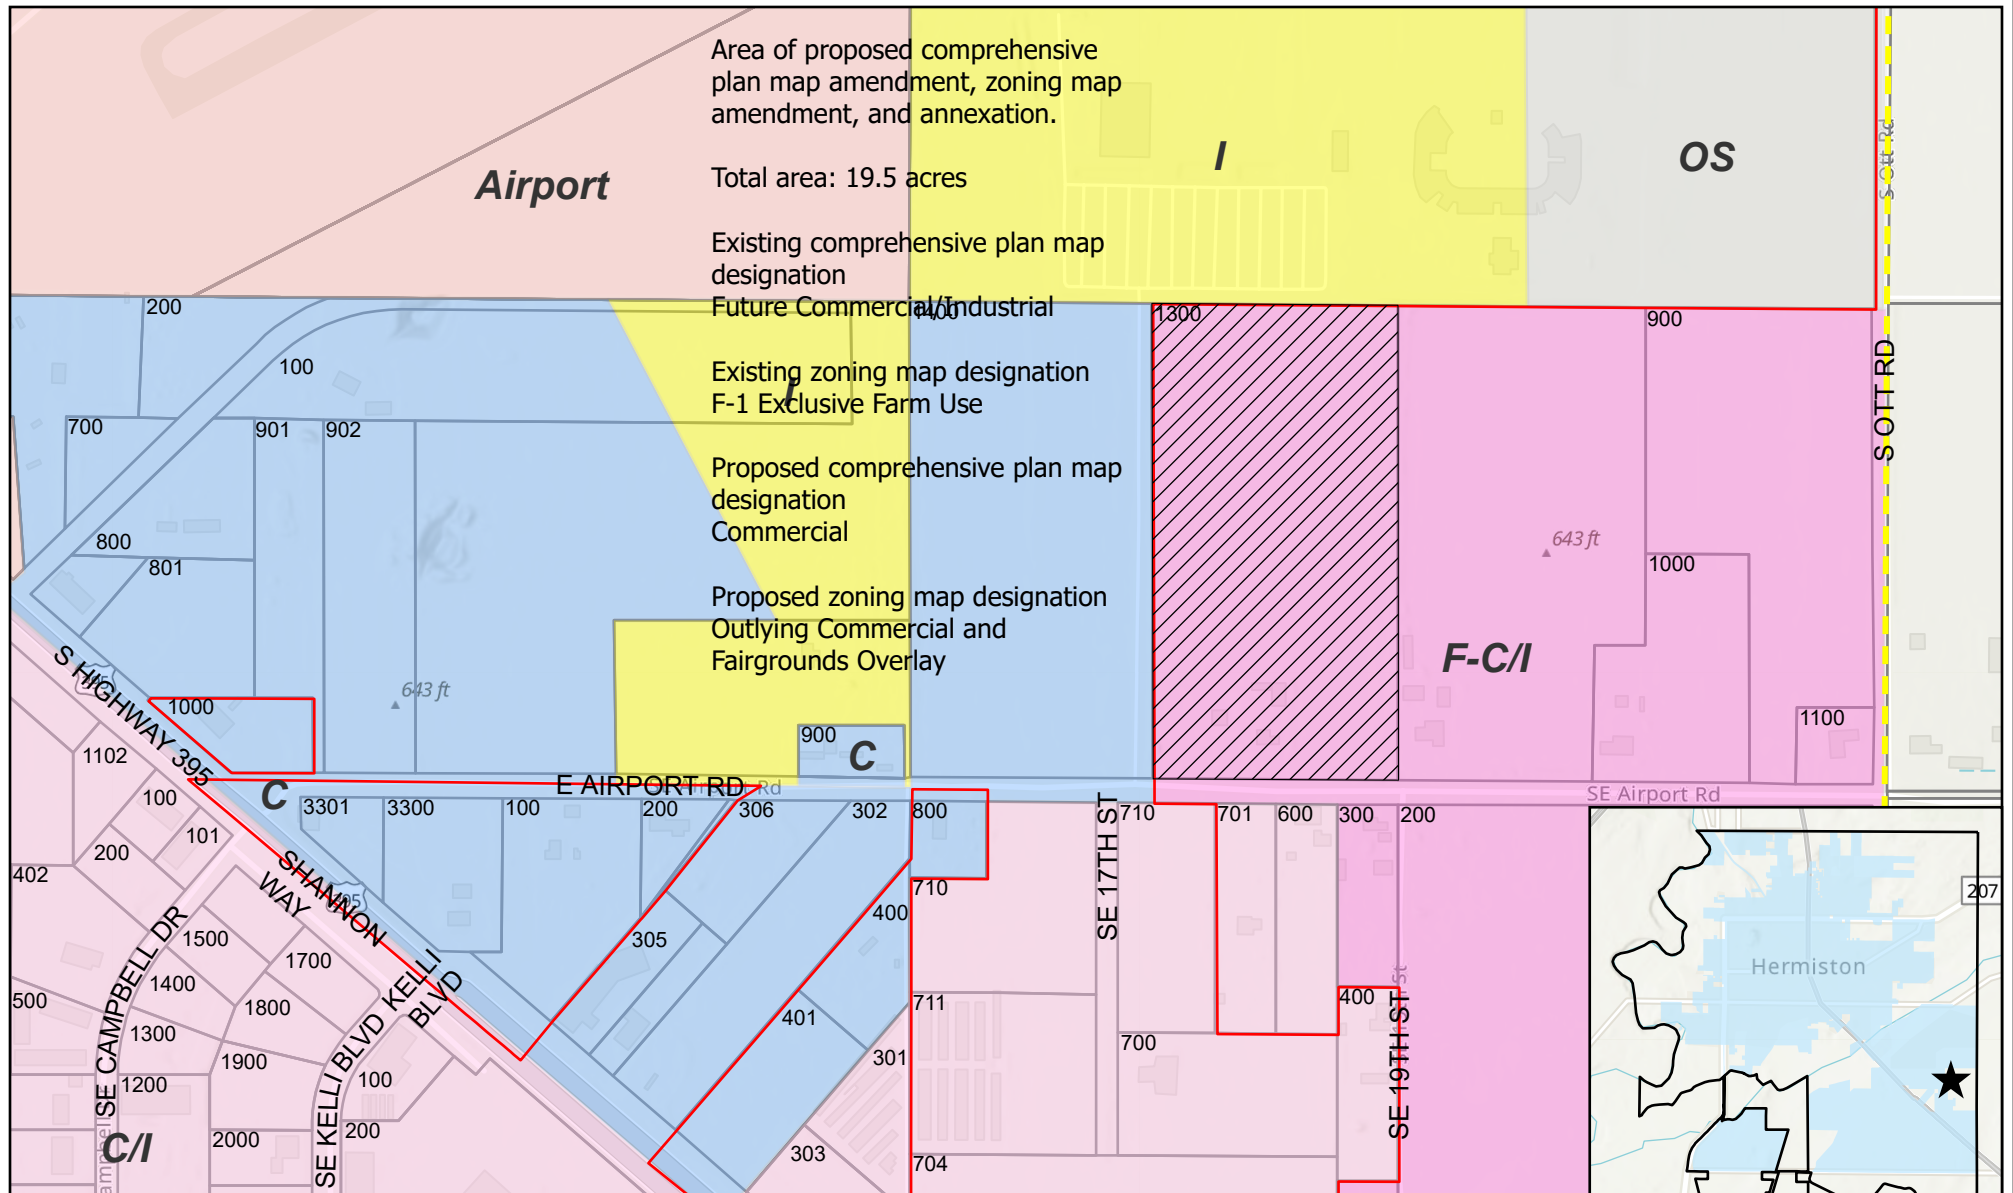 Area of proposed comprehensive
plan map amendment, zoning map
amendment, and annexation.
Total area: 19.5 acres
Existing comprehensive plan map
designation
Future Commercial/Industrial
Existing zoning map designation
F-1 Exclusive Farm Use
Proposed comprehensive plan map
designation
Commercial
Proposed zoning map designation
Outlying Commercial and
Fairgrounds Overlay
Airport
I
OS
S Ott Rd
200
1400
1300
900
100
I
S OTT RD
700
901
902
643 ft
800
801
1000
F-C/I
643 ft
1000
1100
S HIGHWAY 395
1102
900
C
C
E AIRPORT RD
SE Airport Rd
100
3301
3300
100
200
306
302
800
710
701
600
300
200
101
200
402
SHANNON
WAY
395
SE 17TH ST
207
710
400
305
1500
1700
Hermiston
SE CAMPBELL DR
1400
1800
500
1300
KELLI
BLVD
711
401
400
SE 19TH ST
1900
301
700
1200
100
SE KELLI BLVD
C/I
2000
200
303
704